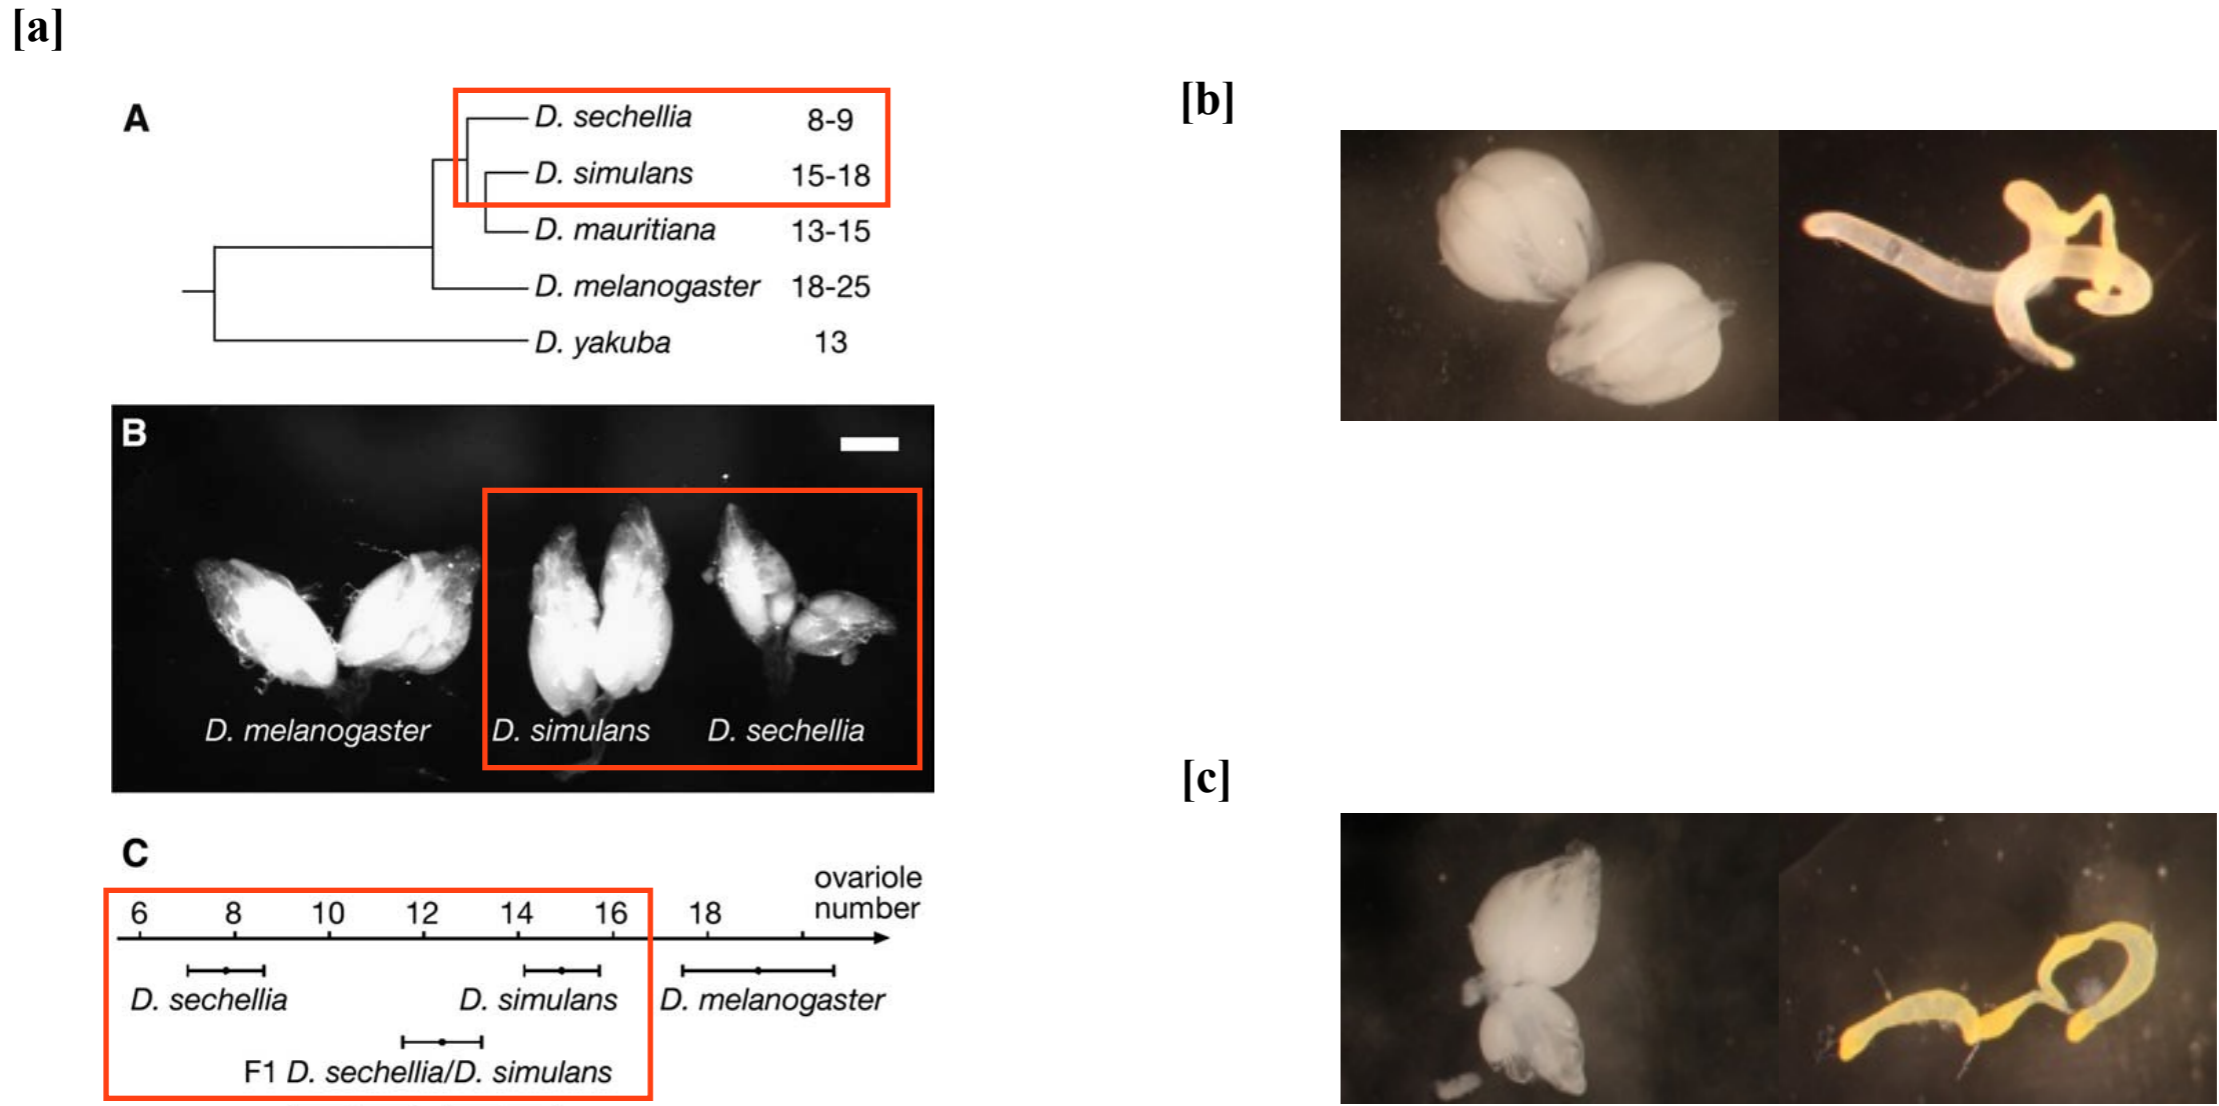 [a]
A
D. sechellia 8-9
D. simulans 15-18
D. mauritiana 13-15
D. melanogaster 18-25
D. yakuba 13
B
D. melanogaster D. simulans D. sechellia
C
ovariole
number
6 8 10 12 14 16 18
D. sechellia D. simulans D. melanogaster
F1 D. sechellia/D. simulans
[b]
[c]